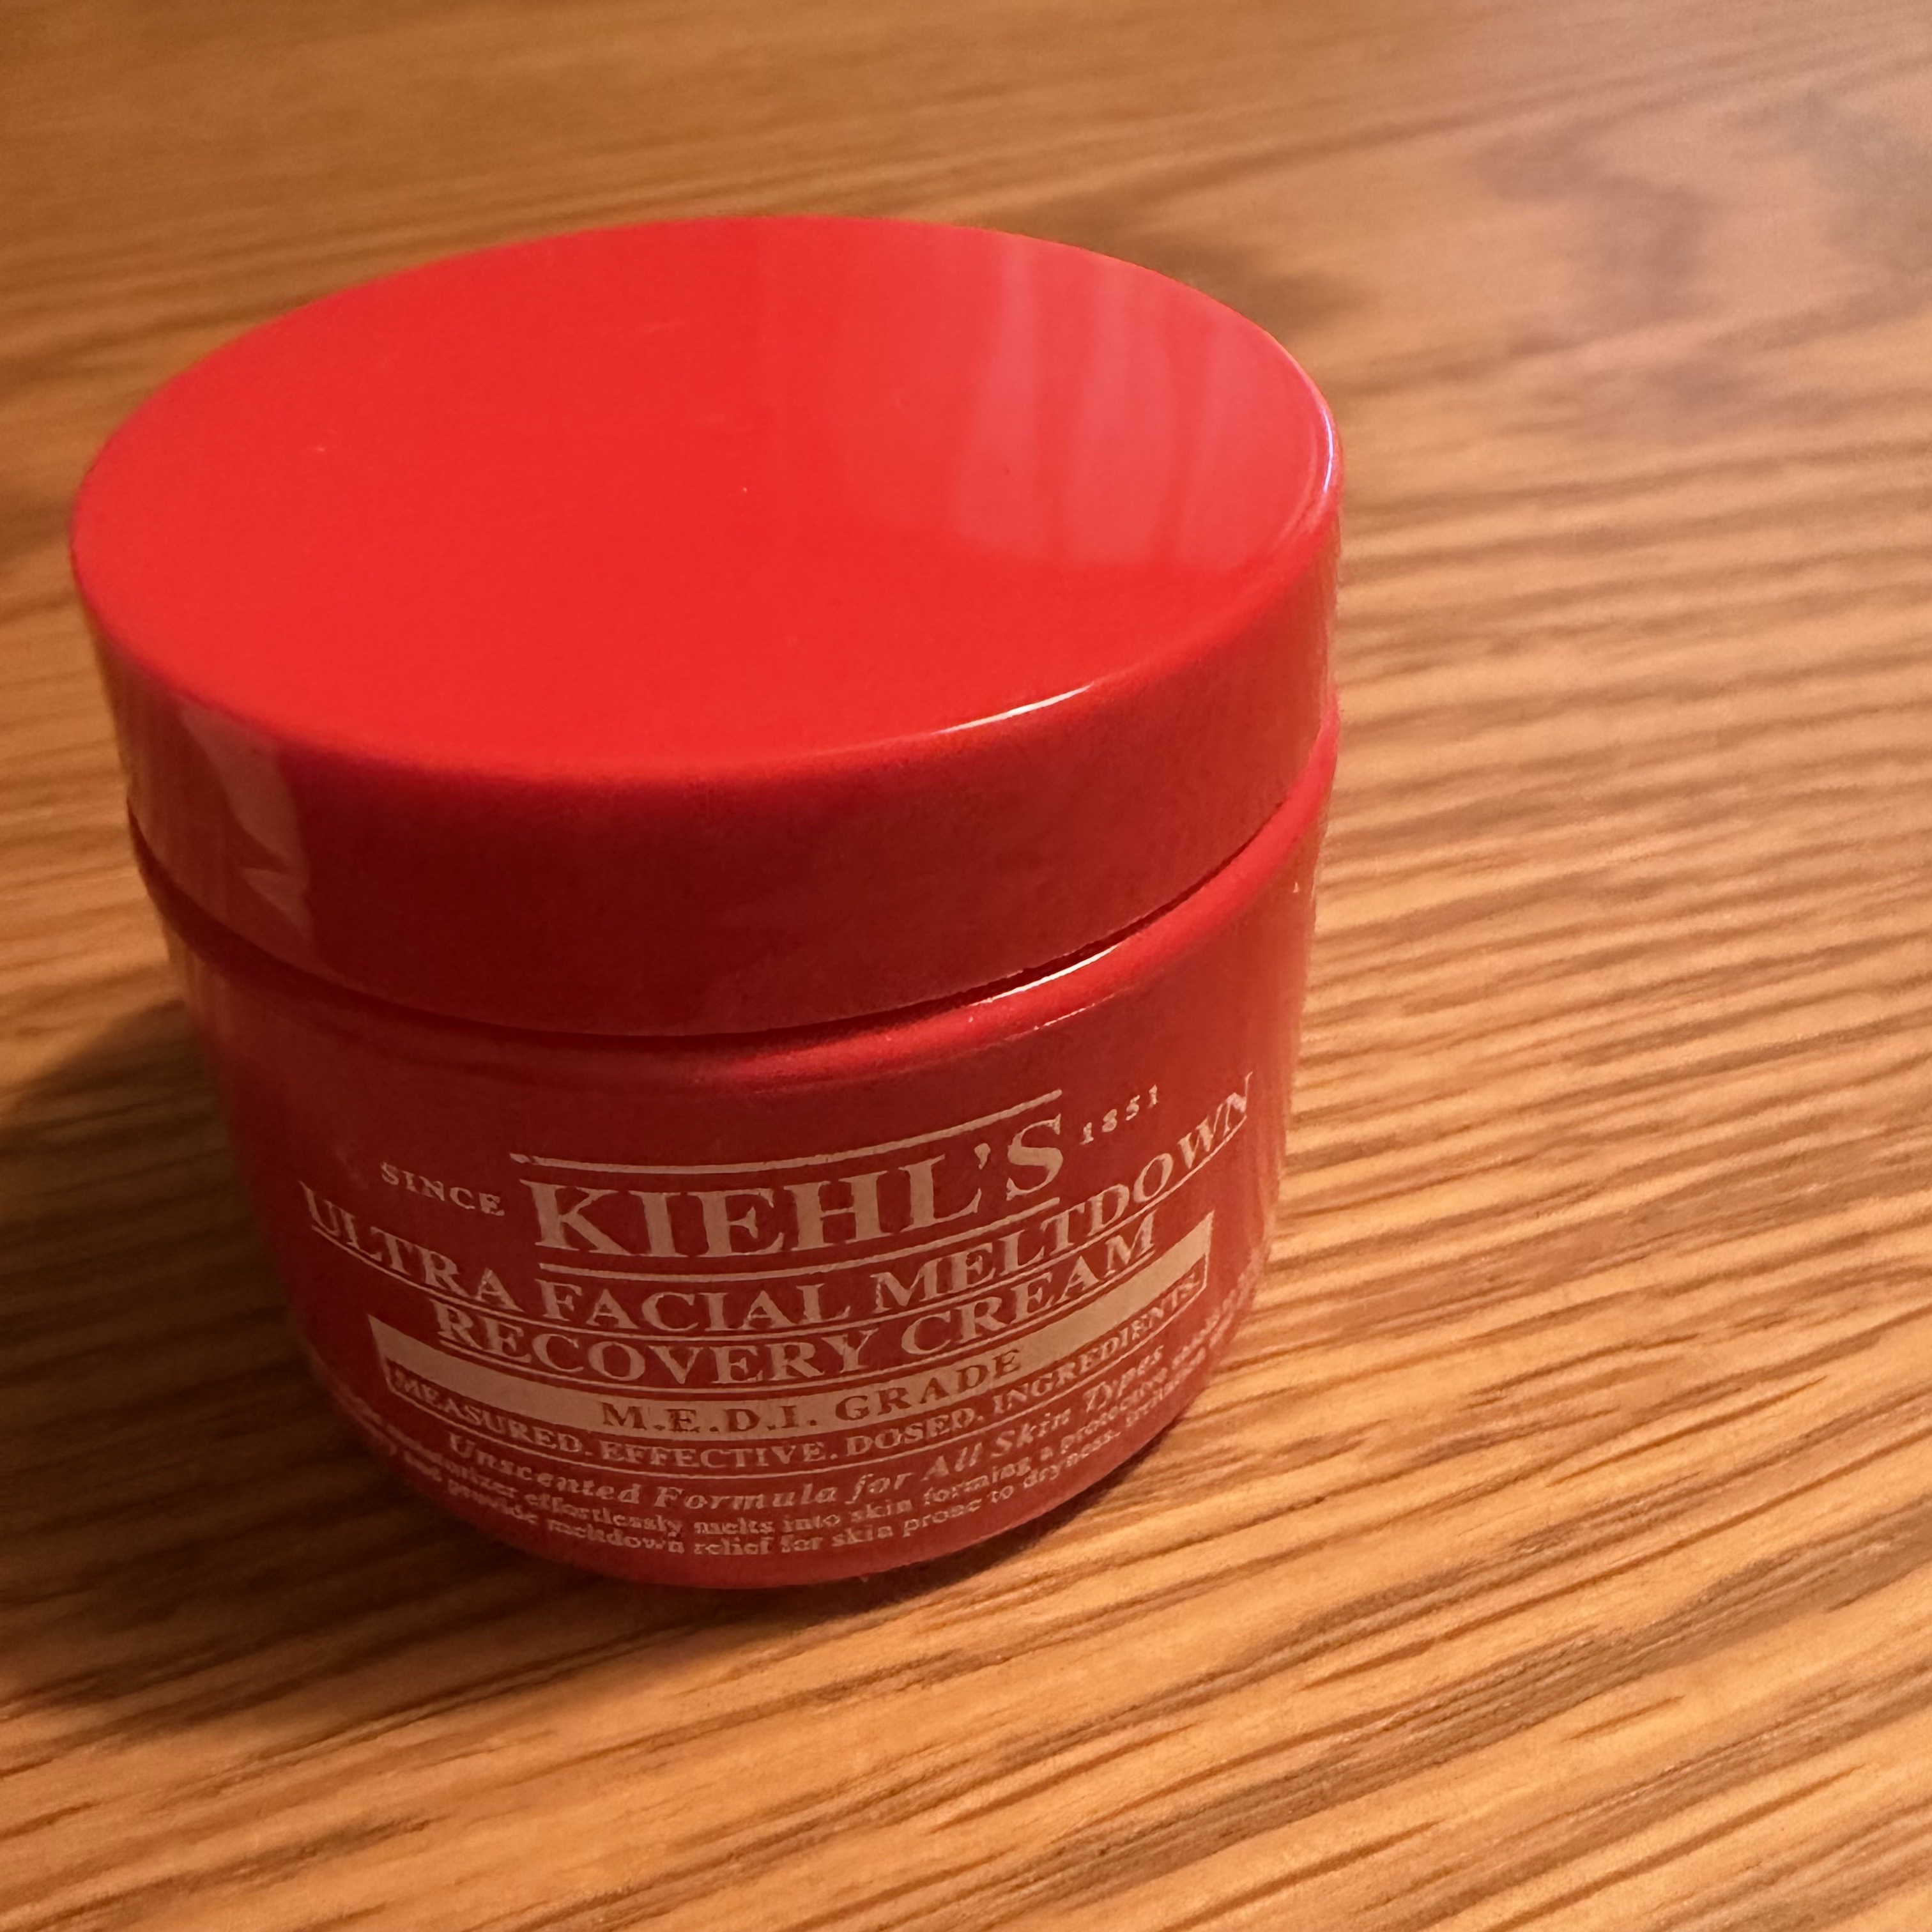 SINCE KIEHL'S 1851
ULTRA FACIAL MELTDOWN
RECOVERY CREAM
M.E.D.I. GRADE
MEASURED. EFFECTIVE. DOSED. INGREDIENTS.
Unscented Formula for All Skin Types
effortlessly melts into skin forming a protective
and provide meltdown relief for skin prone to dryness,